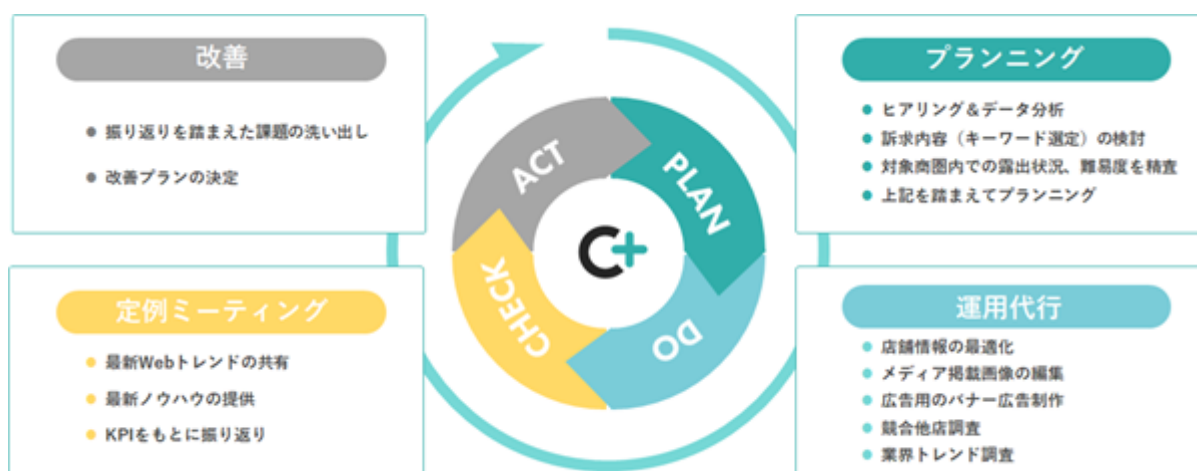 改善
振り返りを踏まえた課題の洗い出し
改善プランの決定
プランニング
ヒアリング＆データ分析
訴求内容（キーワード選定）の検討
対象商圏内での露出状況、難易度を精査
上記を踏まえてプランニング
ACT
PLAN
C+
CHECK
DO
定例ミーティング
最新Webトレンドの共有
最新ノウハウの提供
KPIをもとに振り返り
運用代行
店舗情報の最適化
メディア掲載画像の編集
広告用のバナー広告制作
競合他店調査
業界トレンド調査